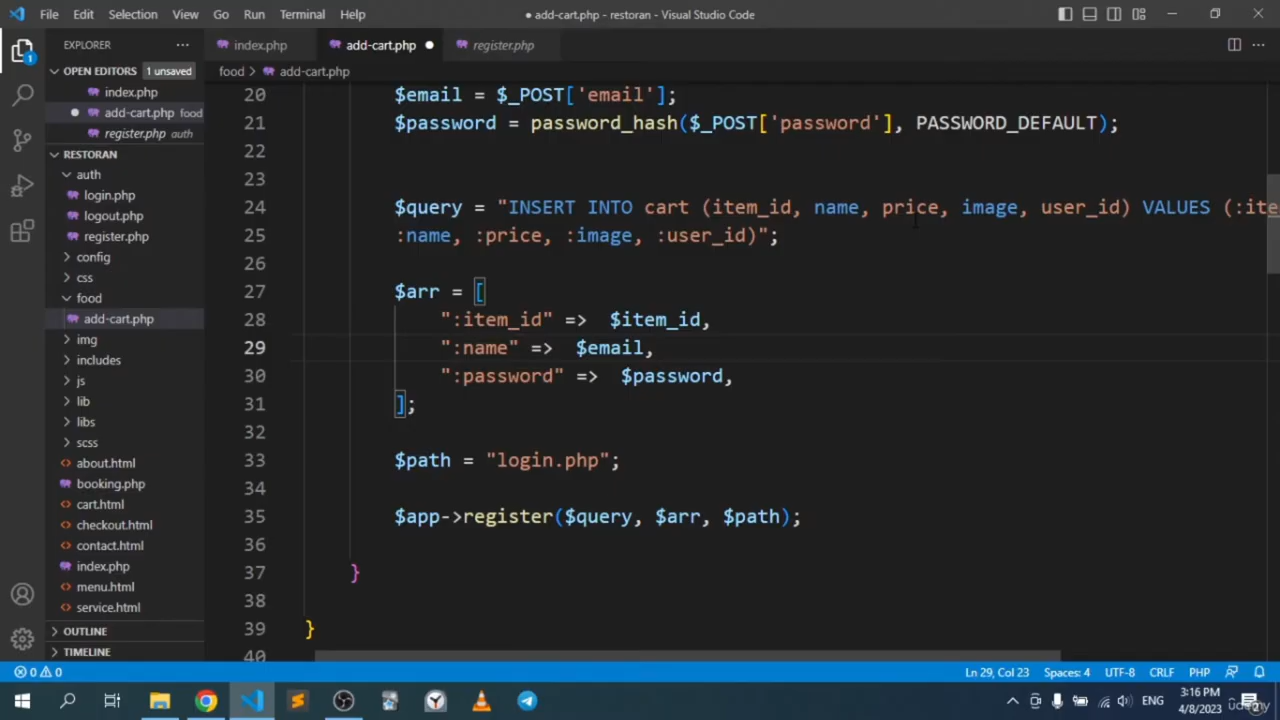 File Edit Selection View Go Run Terminal Help
● add-cart.php - restoran - Visual Studio Code
EXPLORER
index.php
add-cart.php ●
register.php
OPEN EDITORS 1 unsaved
index.php
add-cart.php food
register.php auth
RESTORAN
auth
login.php
logout.php
register.php
config
css
food
add-cart.php
img
includes
js
lib
libs
scss
about.html
booking.php
cart.html
checkout.html
contact.html
index.php
menu.html
service.html
OUTLINE
TIMELINE
food > add-cart.php
20 $email = $_POST['email'];
21 $password = password_hash($_POST['password'], PASSWORD_DEFAULT);
22
23
24 $query = "INSERT INTO cart (item_id, name, price, image, user_id) VALUES (:ite
25 :name, :price, :image, :user_id)";
26
27 $arr = [
28 ":item_id" => $item_id,
29 ":name" => $email,
30 ":password" => $password,
31 ];
32
33 $path = "login.php";
34
35 $app->register($query, $arr, $path);
36
37 }
38
39 }
40
0 0
Ln 29, Col 23 Spaces: 4 UTF-8 CRLF PHP
1
ENG
3:16 PM
4/8/2023
udemy